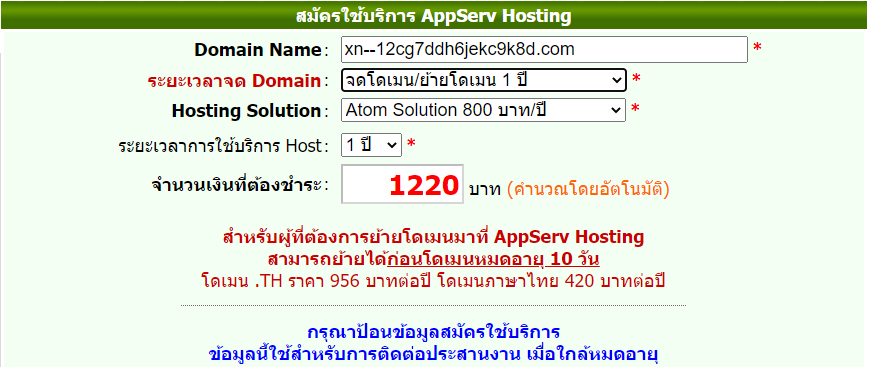 สมัครใช้บริการ AppServ Hosting
Domain Name: xn--12cg7ddh6jekc9k8d.com *
ระยะเวลาจด Domain: จดโดเมน/ย้ายโดเมน 1 ปี *
Hosting Solution: Atom Solution 800 บาท/ปี *
ระยะเวลาการใช้บริการ Host: 1 ปี *
จำนวนเงินที่ต้องชำระ: 1220 บาท (คำนวณโดยอัตโนมัติ)
สำหรับผู้ที่ต้องการย้ายโดเมนมาที่ AppServ Hosting
สามารถย้ายได้ก่อนโดเมนหมดอายุ 10 วัน
โดเมน .TH ราคา 956 บาทต่อปี โดเมนภาษาไทย 420 บาทต่อปี
กรุณาป้อนข้อมูลสมัครใช้บริการ
ข้อมูลนี้ใช้สำหรับการติดต่อประสานงาน เมื่อใกล้หมดอายุ